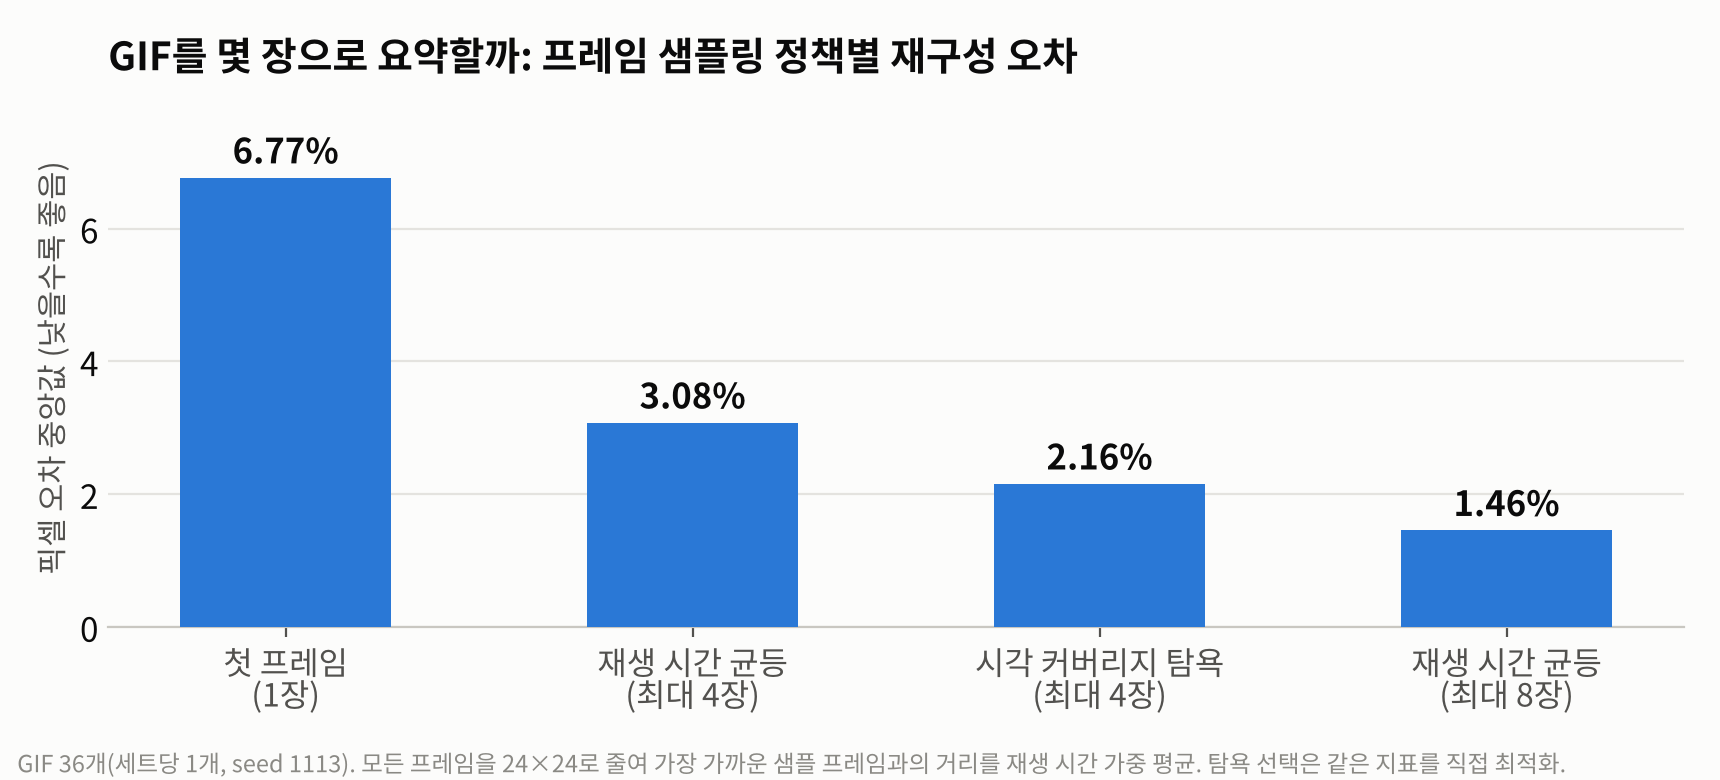 GIF를 몇 장으로 요약할까: 프레임 샘플링 정책별 재구성 오차
픽셀 오차 중앙값 (낮을수록 좋음)
6
4
2
0
6.77%
3.08%
2.16%
1.46%
첫 프레임
(1장)
재생 시간 균등
(최대 4장)
시각 커버리지 탐욕
(최대 4장)
재생 시간 균등
(최대 8장)
GIF 36개(세트당 1개, seed 1113). 모든 프레임을 24×24로 줄여 가장 가까운 샘플 프레임과의 거리를 재생 시간 가중 평균. 탐욕 선택은 같은 지표를 직접 최적화.